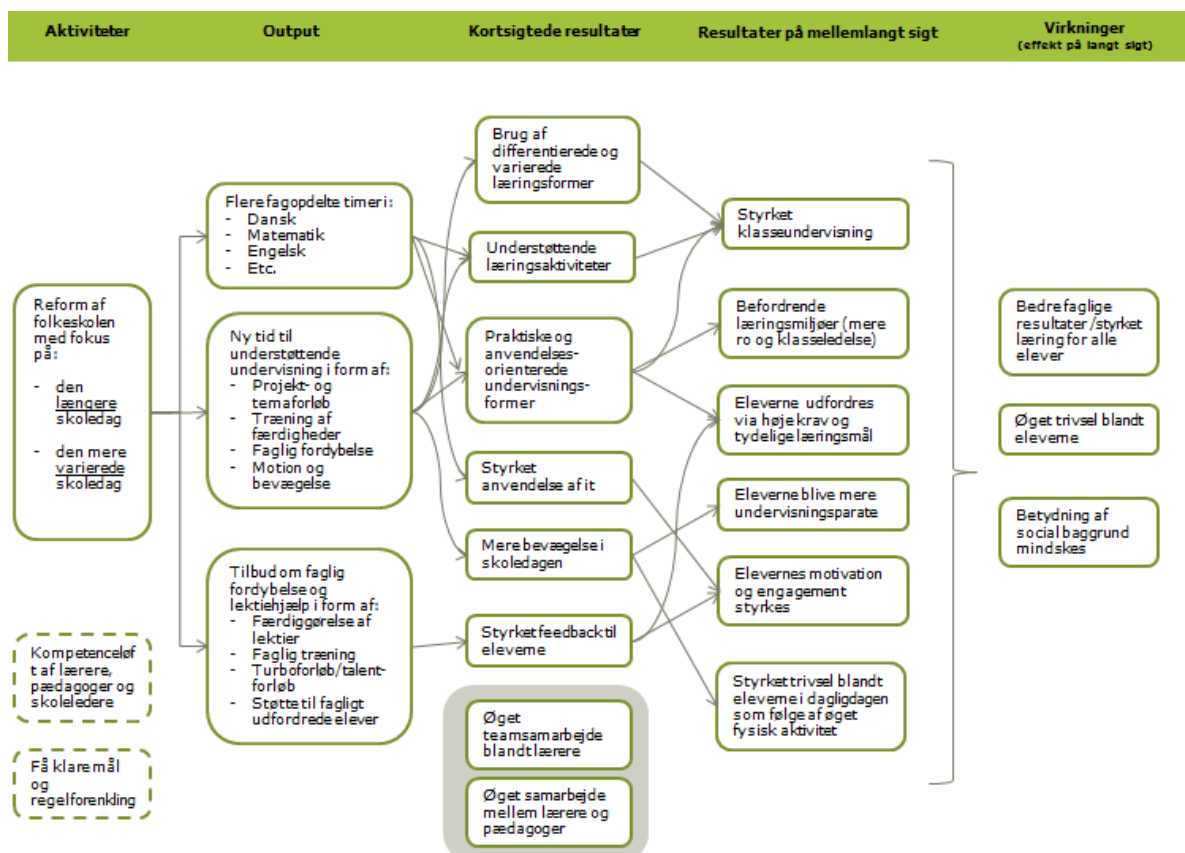 Aktiviteter
Output
Kortsigtede resultater
Resultater på mellemlangt sigt
Virkninger
(effekt på langt sigt)
Reform af
folkeskolen
med fokus
på:
- den
længere
skoledag
- den mere
varierede
skoledag
Kompetenceløf
t af lærere,
pædagoger og
skoleledere
Få klare mål
og
regelforenkling
Flere fagopdelte timer i:
- Dansk
- Matematik
- Engelsk
- Etc.
Ny tid til
understøttende
undervisning i form af:
- Projekt- og
temaforløb
- Træning af
færdigheder
- Faglig fordybelse
- Motion og
bevægelse
Tilbud om faglig
fordybelse og
lektiehjælp i form af:
- Færdiggørelse af
lektier
- Faglig træning
- Turboforløb/talent-
forløb
- Støtte til fagligt
udfordrede elever
Brug af
differentierede og
varierede
læringsformer
Understøttende
læringsaktiviteter
Praktiske og
anvendelses-
orienterede
undervisnings-
former
Styrket
anvendelse af it
Mere bevægelse i
skoledagen
Styrket feedback til
eleverne
Øget
teamsamarbejde
blandt lærere
Øget samarbejde
mellem lærere og
pædagoger
Styrket
klasseundervisning
Befordrende
læringsmiljøer (mere
ro og klasseledelse)
Eleverne udfordres
via høje krav og
tydelige læringsmål
Eleverne blive mere
undervisningsparate
Elevernes motivation
og engagement
styrkes
Styrket trivsel blandt
eleverne i dagligdagen
som følge af øget
fysisk aktivitet
Bedre faglige
resultater/styrket
læring for alle
elever
Øget trivsel blandt
eleverne
Betydning af
social baggrund
mindskes